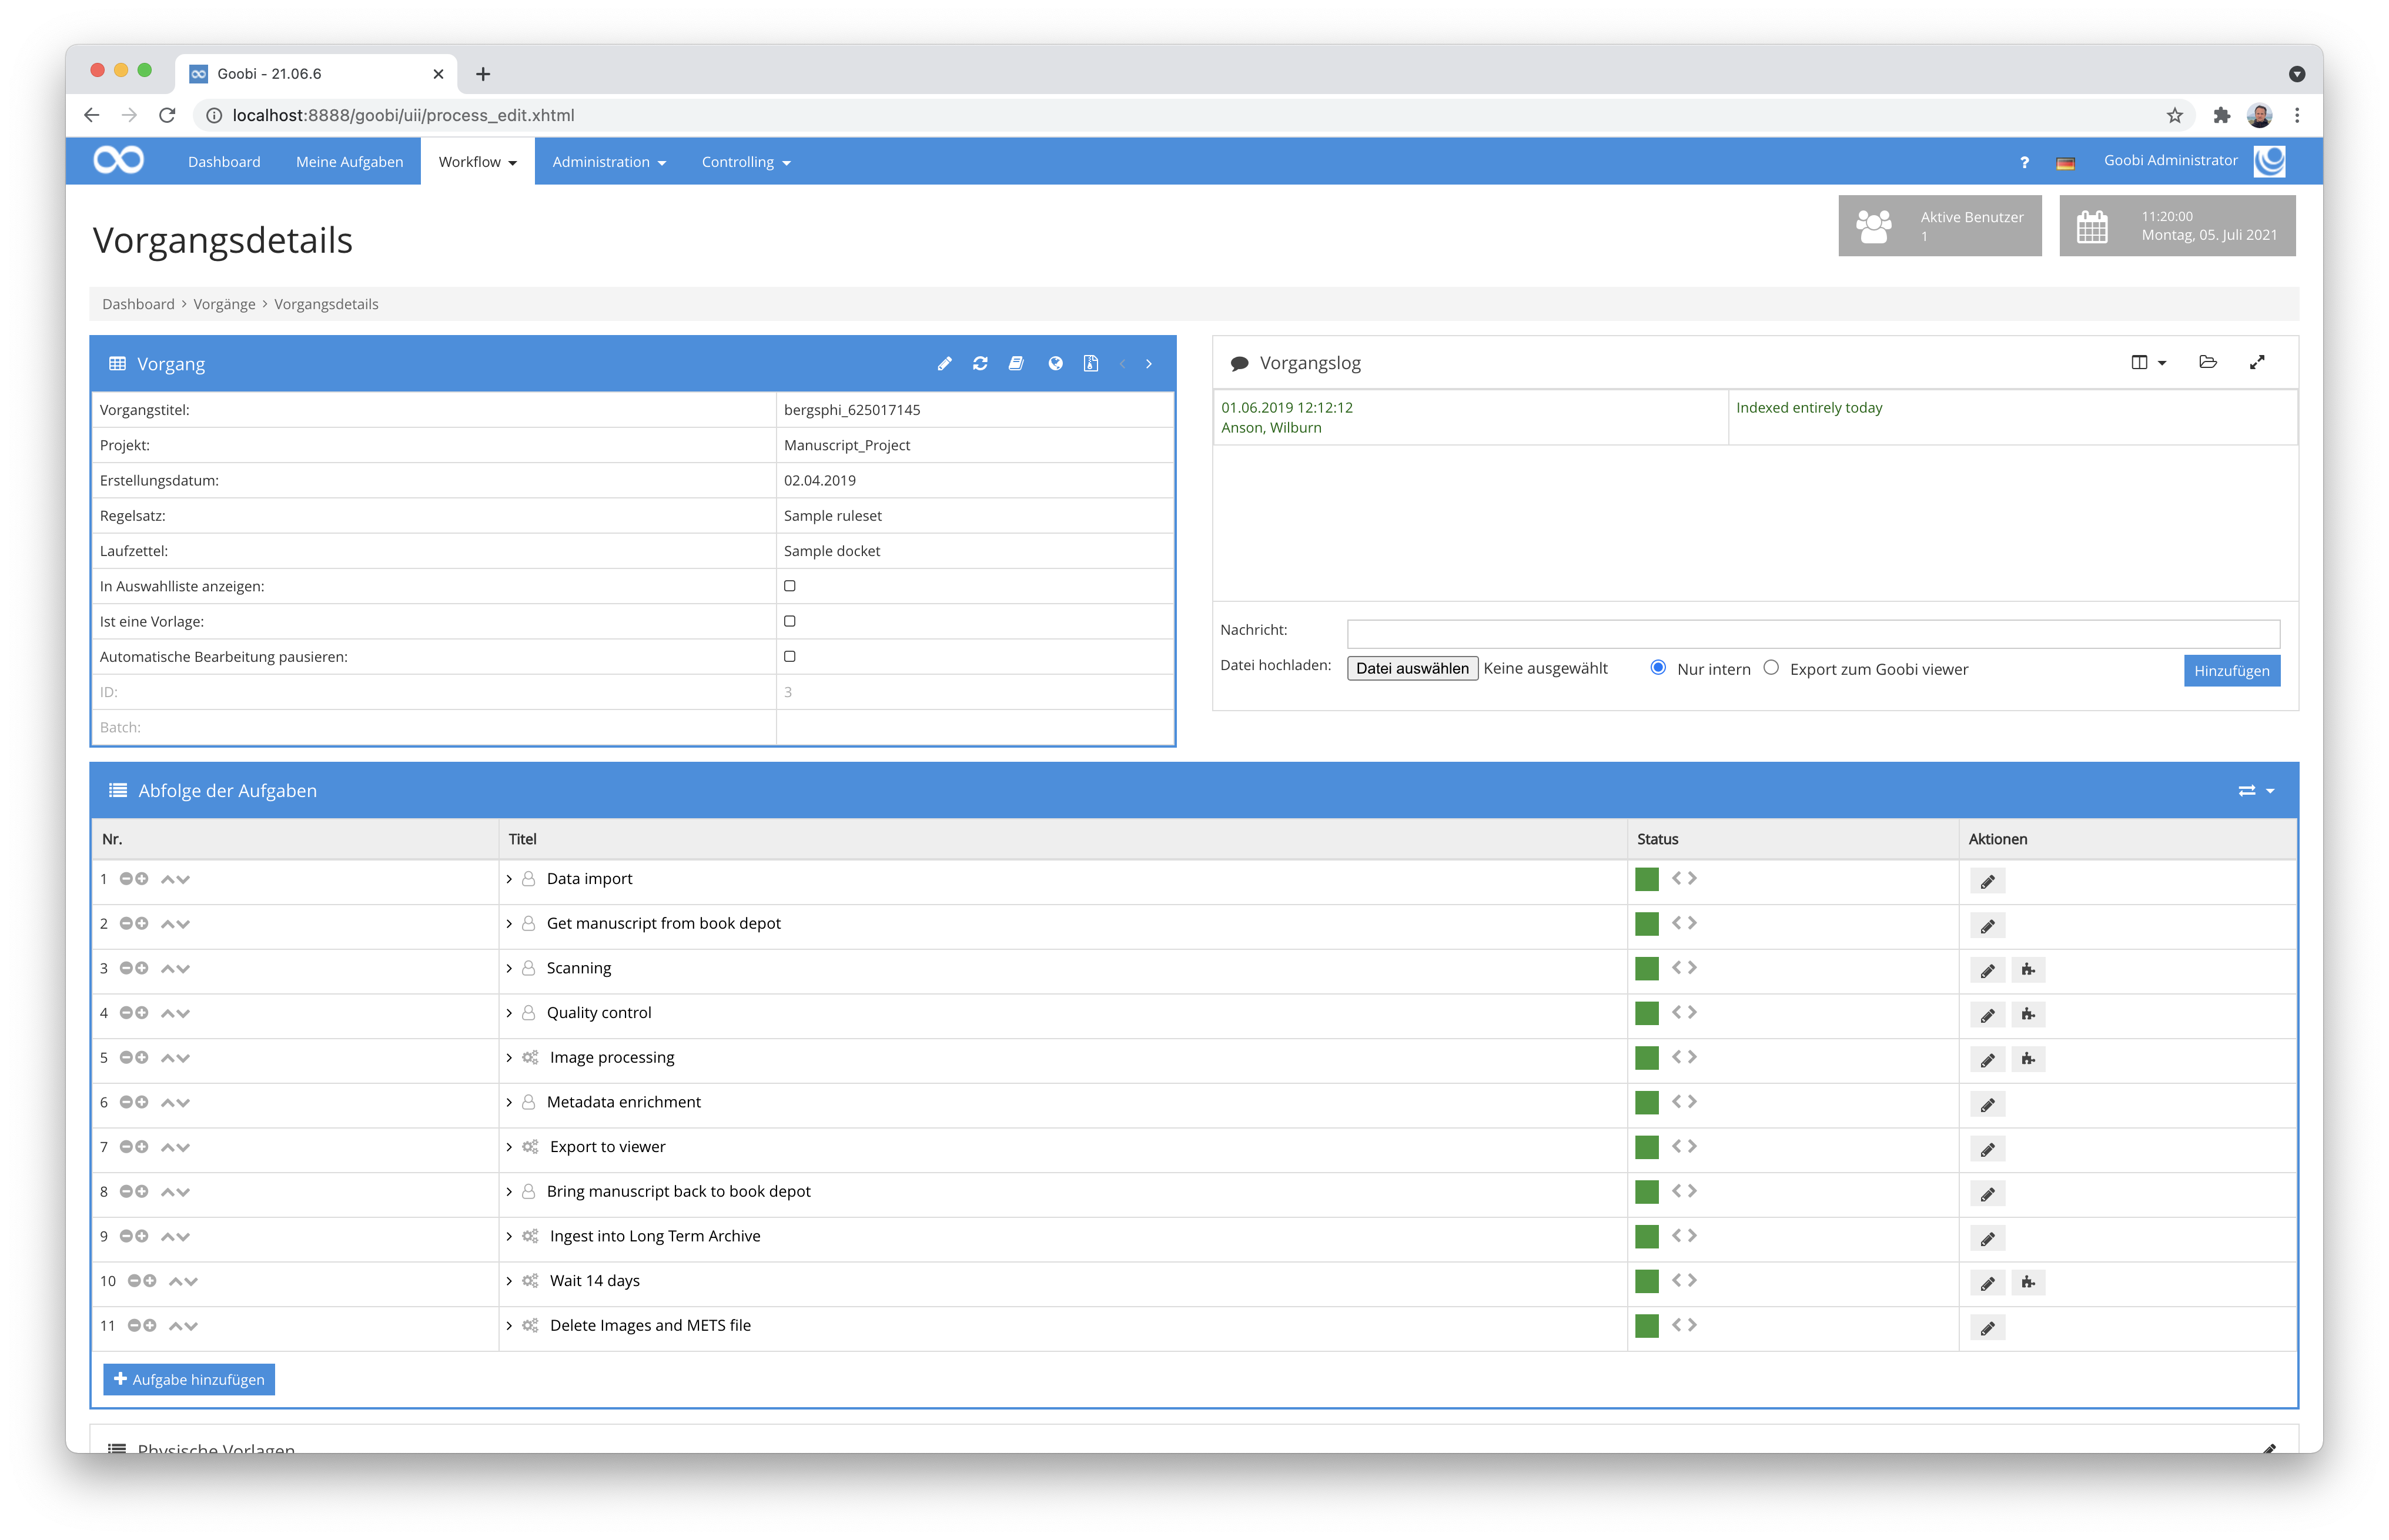 Goobi - 21.06.6
localhost:8888/goobi/uii/process_edit.xhtml
Dashboard Meine Aufgaben Workflow Administration Controlling ? Goobi Administrator
Vorgangsdetails
Aktive Benutzer
1
11:20:00
Montag, 05. Juli 2021
Dashboard > Vorgänge > Vorgangsdetails
Vorgang
Vorgangstitel: bergsphi_625017145
Projekt: Manuscript_Project
Erstellungsdatum: 02.04.2019
Regelsatz: Sample ruleset
Laufzettel: Sample docket
In Auswahlliste anzeigen:
Ist eine Vorlage:
Automatische Bearbeitung pausieren:
ID: 3
Batch:
Vorgangslog
01.06.2019 12:12:12
Anson, Wilburn
Indexed entirely today
Nachricht:
Datei hochladen: Datei auswählen Keine ausgewählt Nur intern Export zum Goobi viewer Hinzufügen
Abfolge der Aufgaben
Nr. Titel Status Aktionen
1 Data import
2 Get manuscript from book depot
3 Scanning
4 Quality control
5 Image processing
6 Metadata enrichment
7 Export to viewer
8 Bring manuscript back to book depot
9 Ingest into Long Term Archive
10 Wait 14 days
11 Delete Images and METS file
Aufgabe hinzufügen
Physische Vorlagen